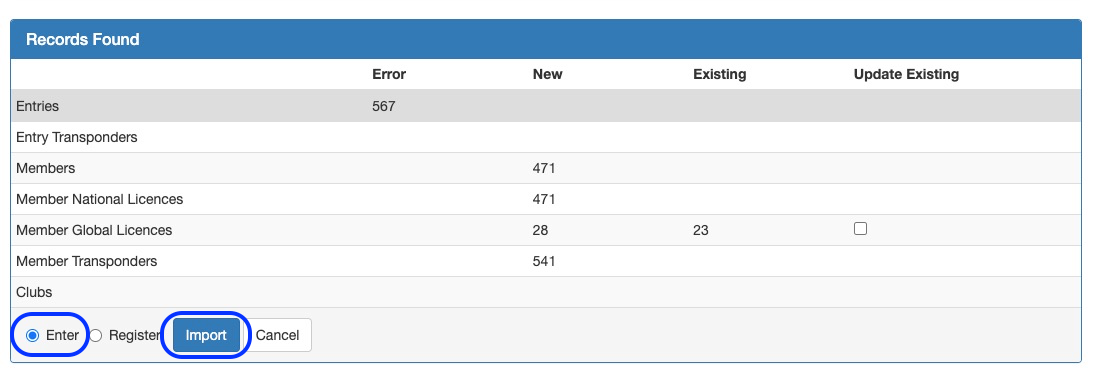 Records Found
Error New Existing Update Existing
Entries 567
Entry Transponders
Members 471
Member National Licences 471
Member Global Licences 28 23
Member Transponders 541
Clubs
Enter Register Import Cancel